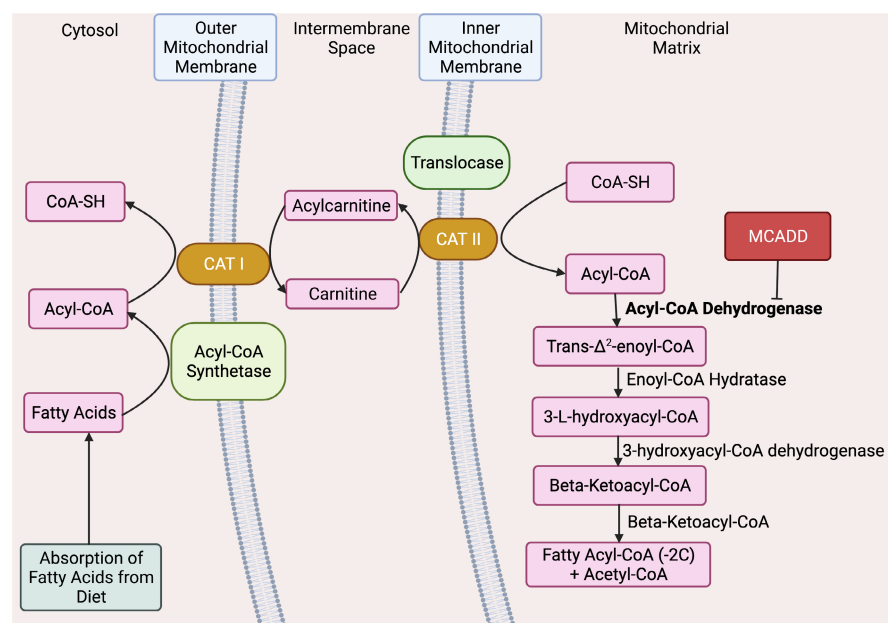 Cytosol
Outer
Mitochondrial
Membrane
Intermembrane
Space
Inner
Mitochondrial
Membrane
Mitochondrial
Matrix
Translocase
CoA-SH
CoA-SH
Acylcarnitine
MCADD
CAT II
CAT I
Acyl-CoA
Carnitine
Acyl-CoA
Acyl-CoA Dehydrogenase
Trans-Δ²-enoyl-CoA
Acyl-CoA
Synthetase
Enoyl-CoA Hydratase
Fatty Acids
3-L-hydroxyacyl-CoA
3-hydroxyacyl-CoA dehydrogenase
Beta-Ketoacyl-CoA
Beta-Ketoacyl-CoA
Absorption of
Fatty Acids from
Diet
Fatty Acyl-CoA (-2C)
+ Acetyl-CoA